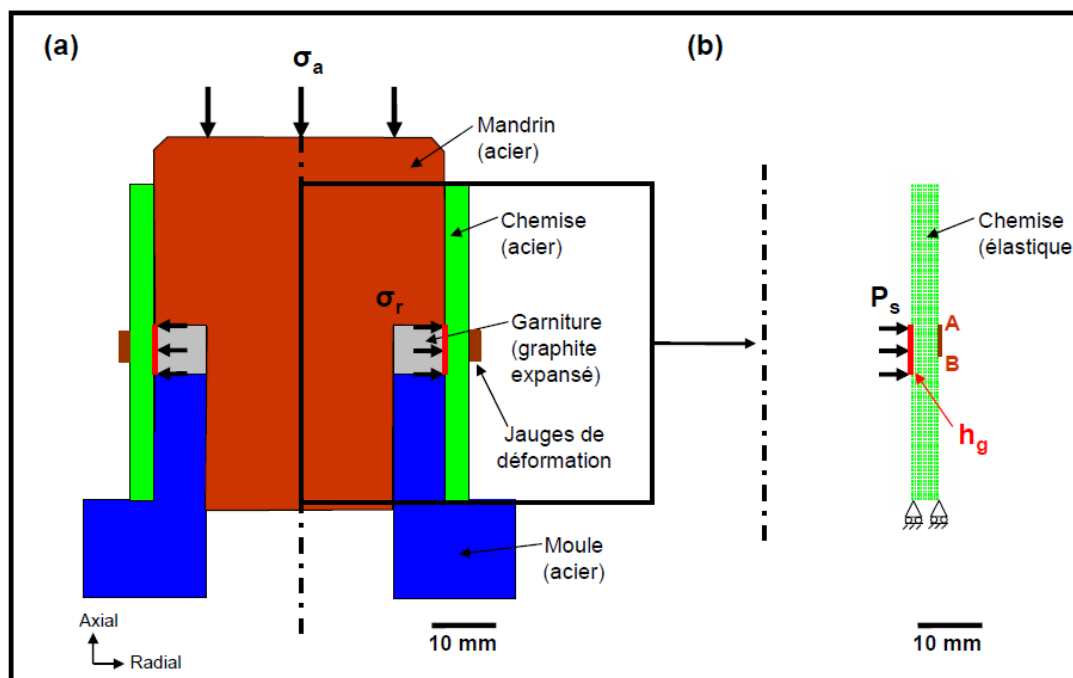 (a)
σa
Mandrin
(acier)
Chemise
(acier)
σr
Garniture
(graphite
expansé)
Jauges de
déformation
Moule
(acier)
Axial
Radial
10 mm
(b)
Chemise
(élastique)
Ps
A
B
hg
10 mm